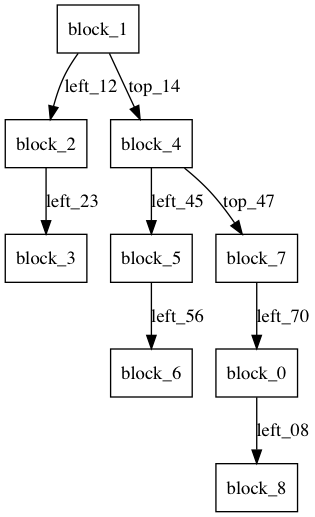 block_1
left_12
top_14
block_2
block_4
left_23
left_45
top_47
block_3
block_5
block_7
left_56
left_70
block_6
block_0
left_08
block_8